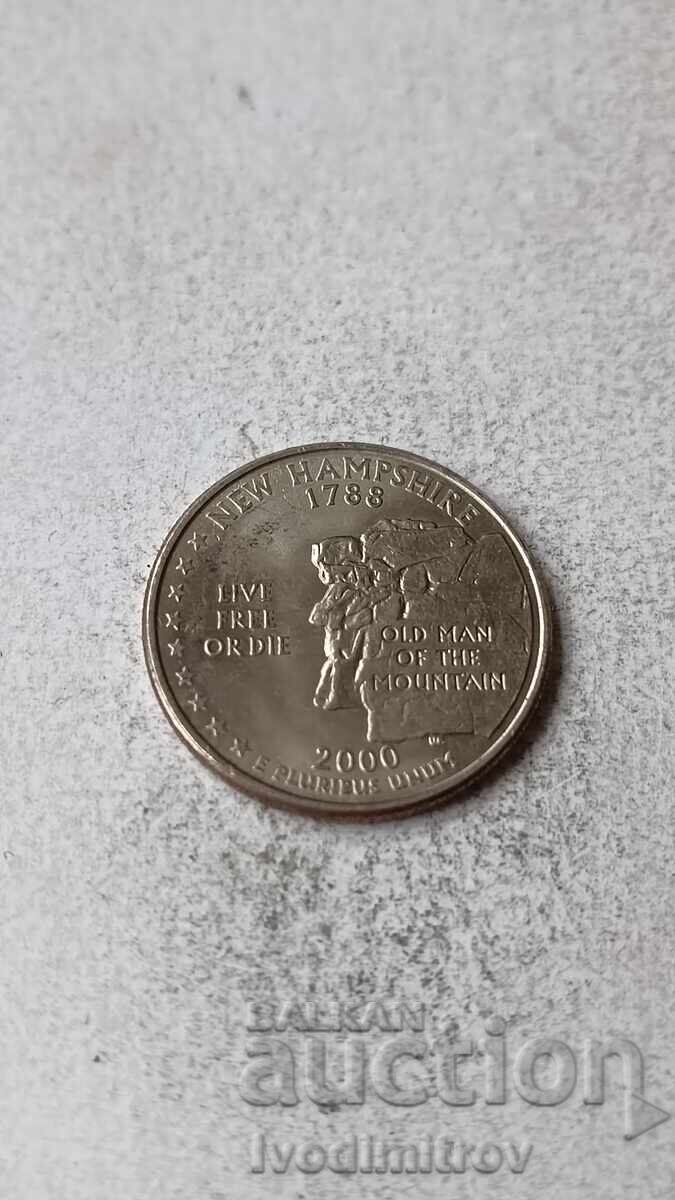 NEW HAMPSHIRE
1788
LIVE
FREE
OR DIE
OLD MAN
OF THE
MOUNTAIN
2000
E PLURIBUS UNUM
BALKAN
auction
Ivodimitrov